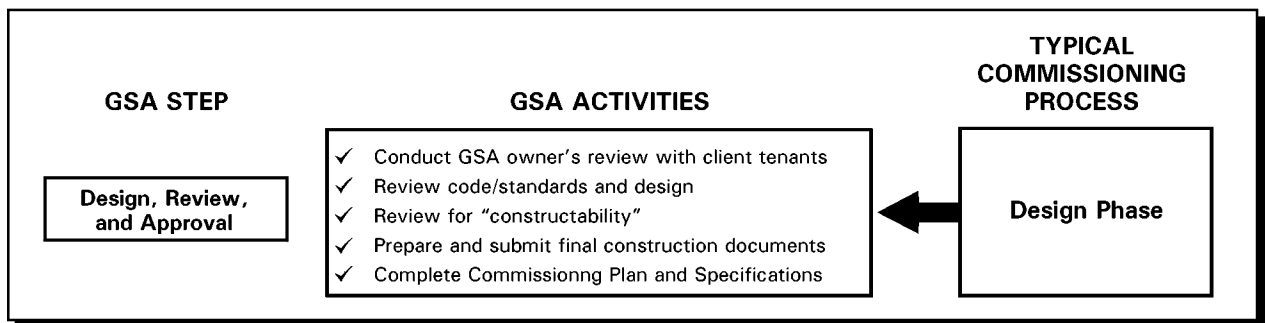 GSA STEP
Design, Review,
and Approval
GSA ACTIVITIES
✓ Conduct GSA owner's review with client tenants
✓ Review code/standards and design
✓ Review for “constructability”
✓ Prepare and submit final construction documents
✓ Complete Commissionng Plan and Specifications
TYPICAL
COMMISSIONING
PROCESS
Design Phase